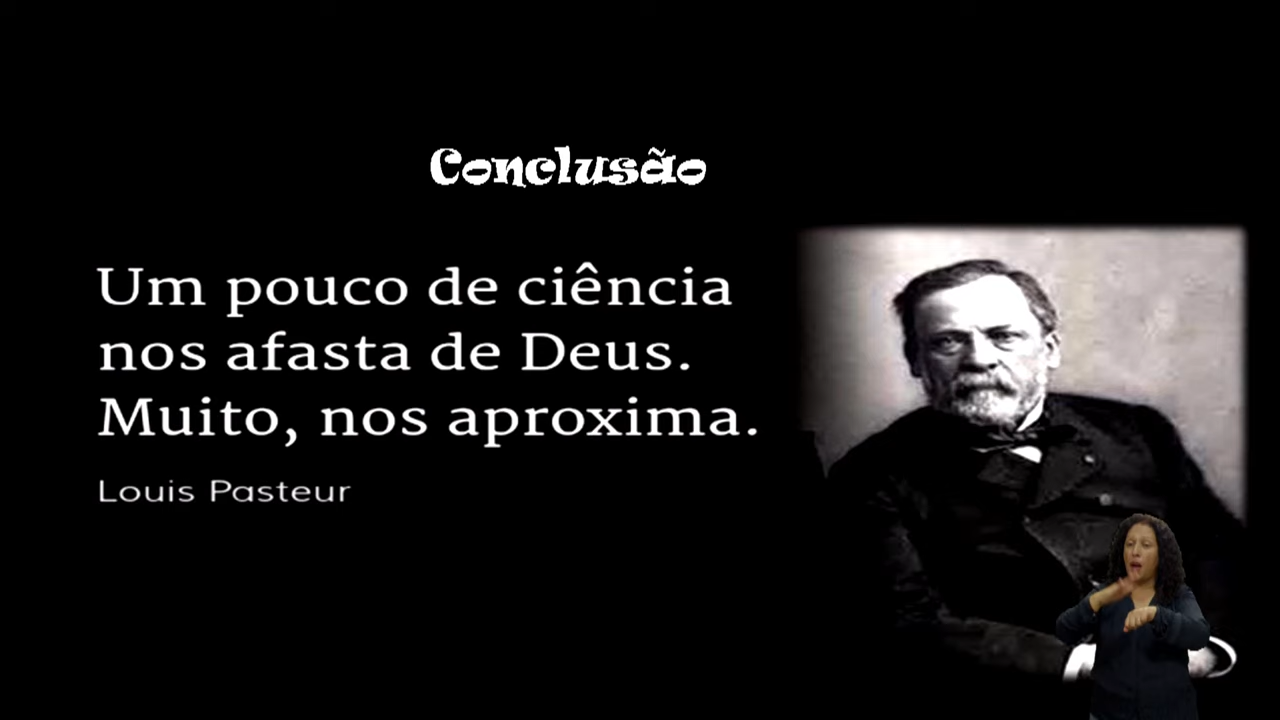 Conclusão
Um pouco de ciência
nos afasta de Deus.
Muito, nos aproxima.
Louis Pasteur